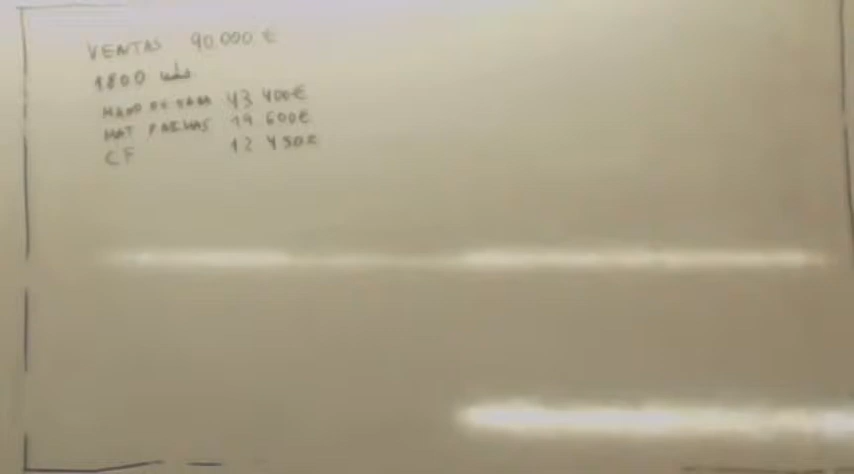 VENTAS 90 000 €
1800 uds
MANO DE OBRA 43 400€
MAT PRIMAS 19 600€
CF 12 450€